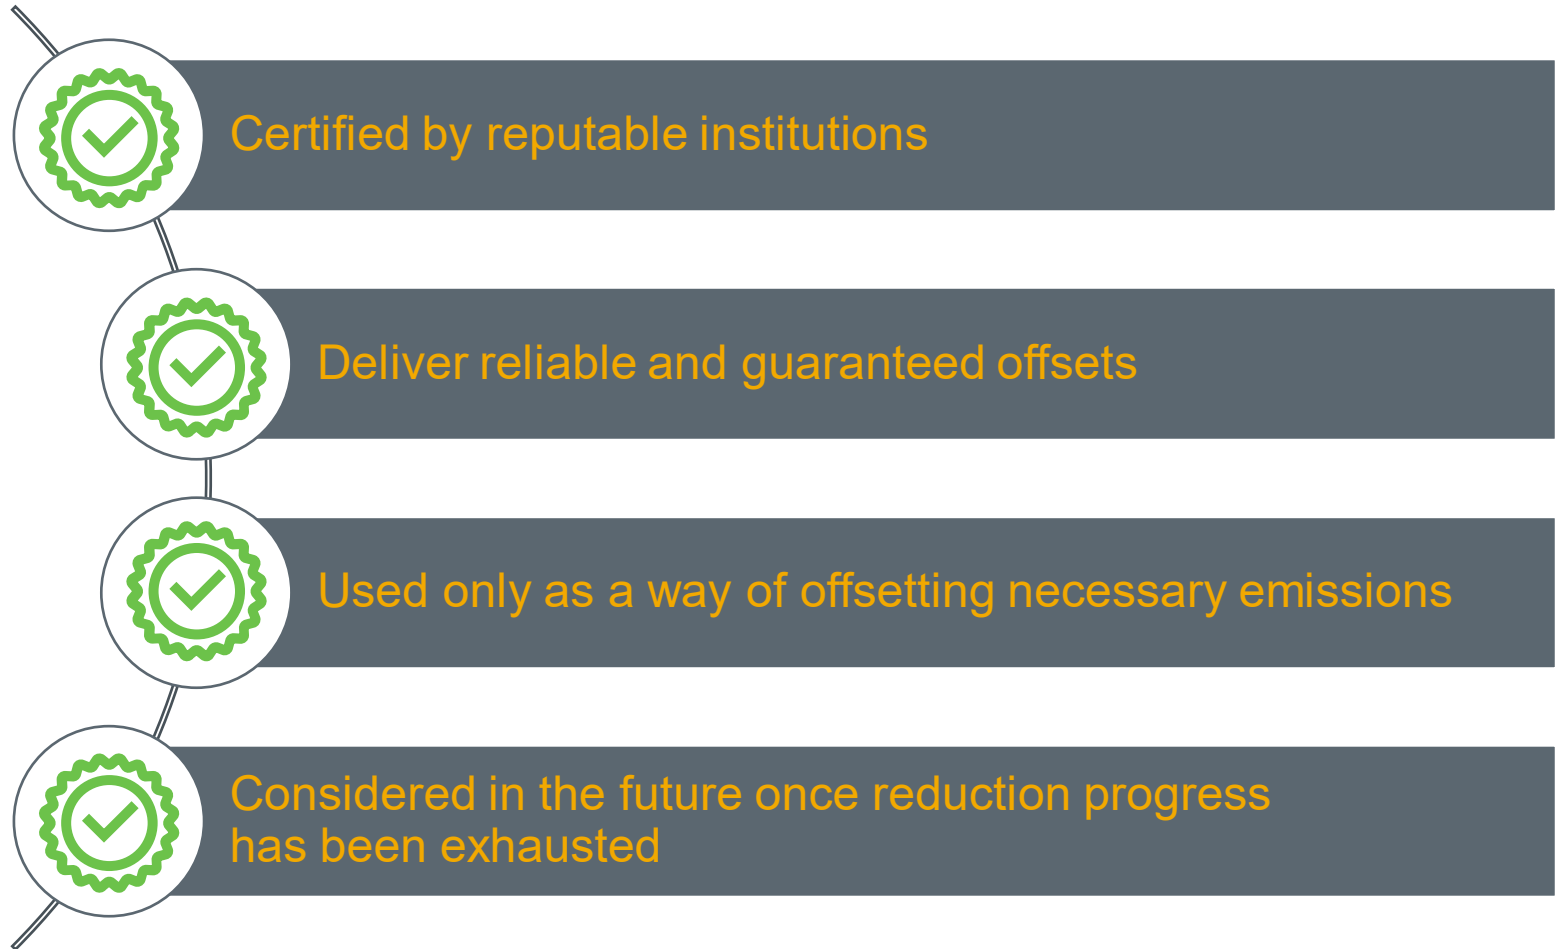 Certified by reputable institutions
Deliver reliable and guaranteed offsets
Used only as a way of offsetting necessary emissions
Considered in the future once reduction progress
has been exhausted